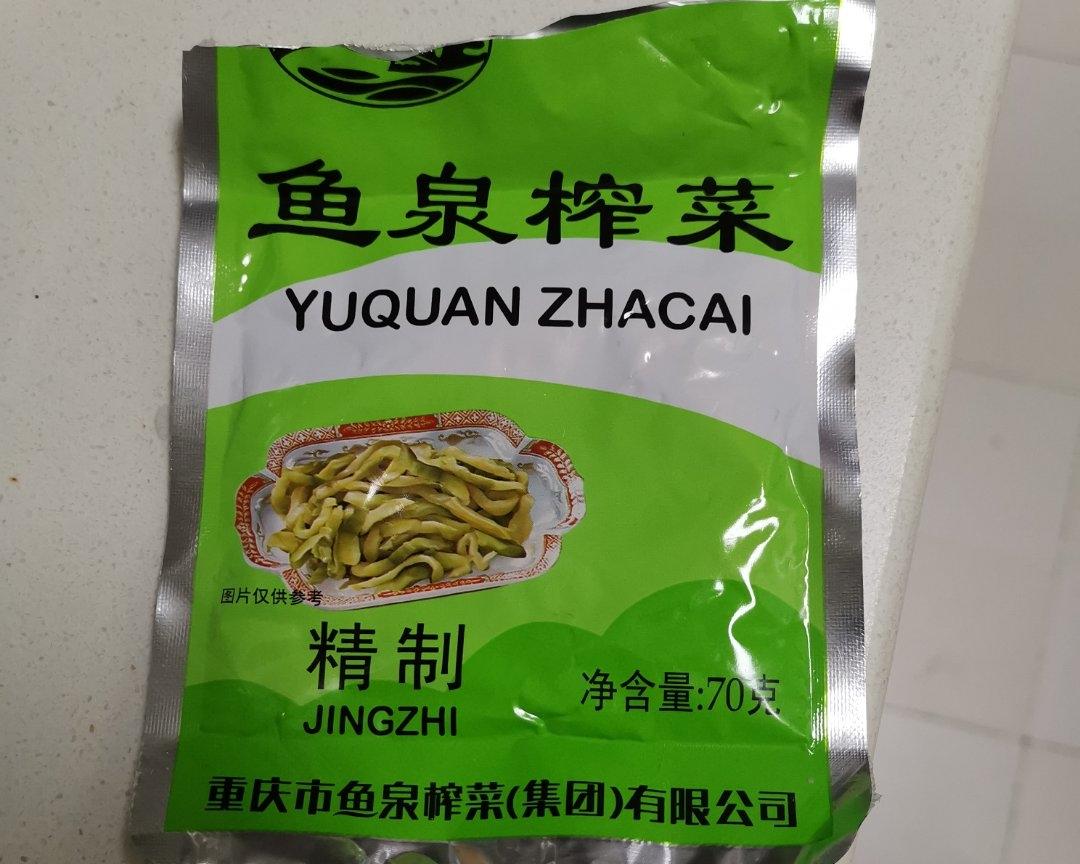 鱼泉榨菜
YUQUAN ZHACAI
图片仅供参考
精制
JINGZHI
净含量:70克
重庆市鱼泉榨菜(集团)有限公司